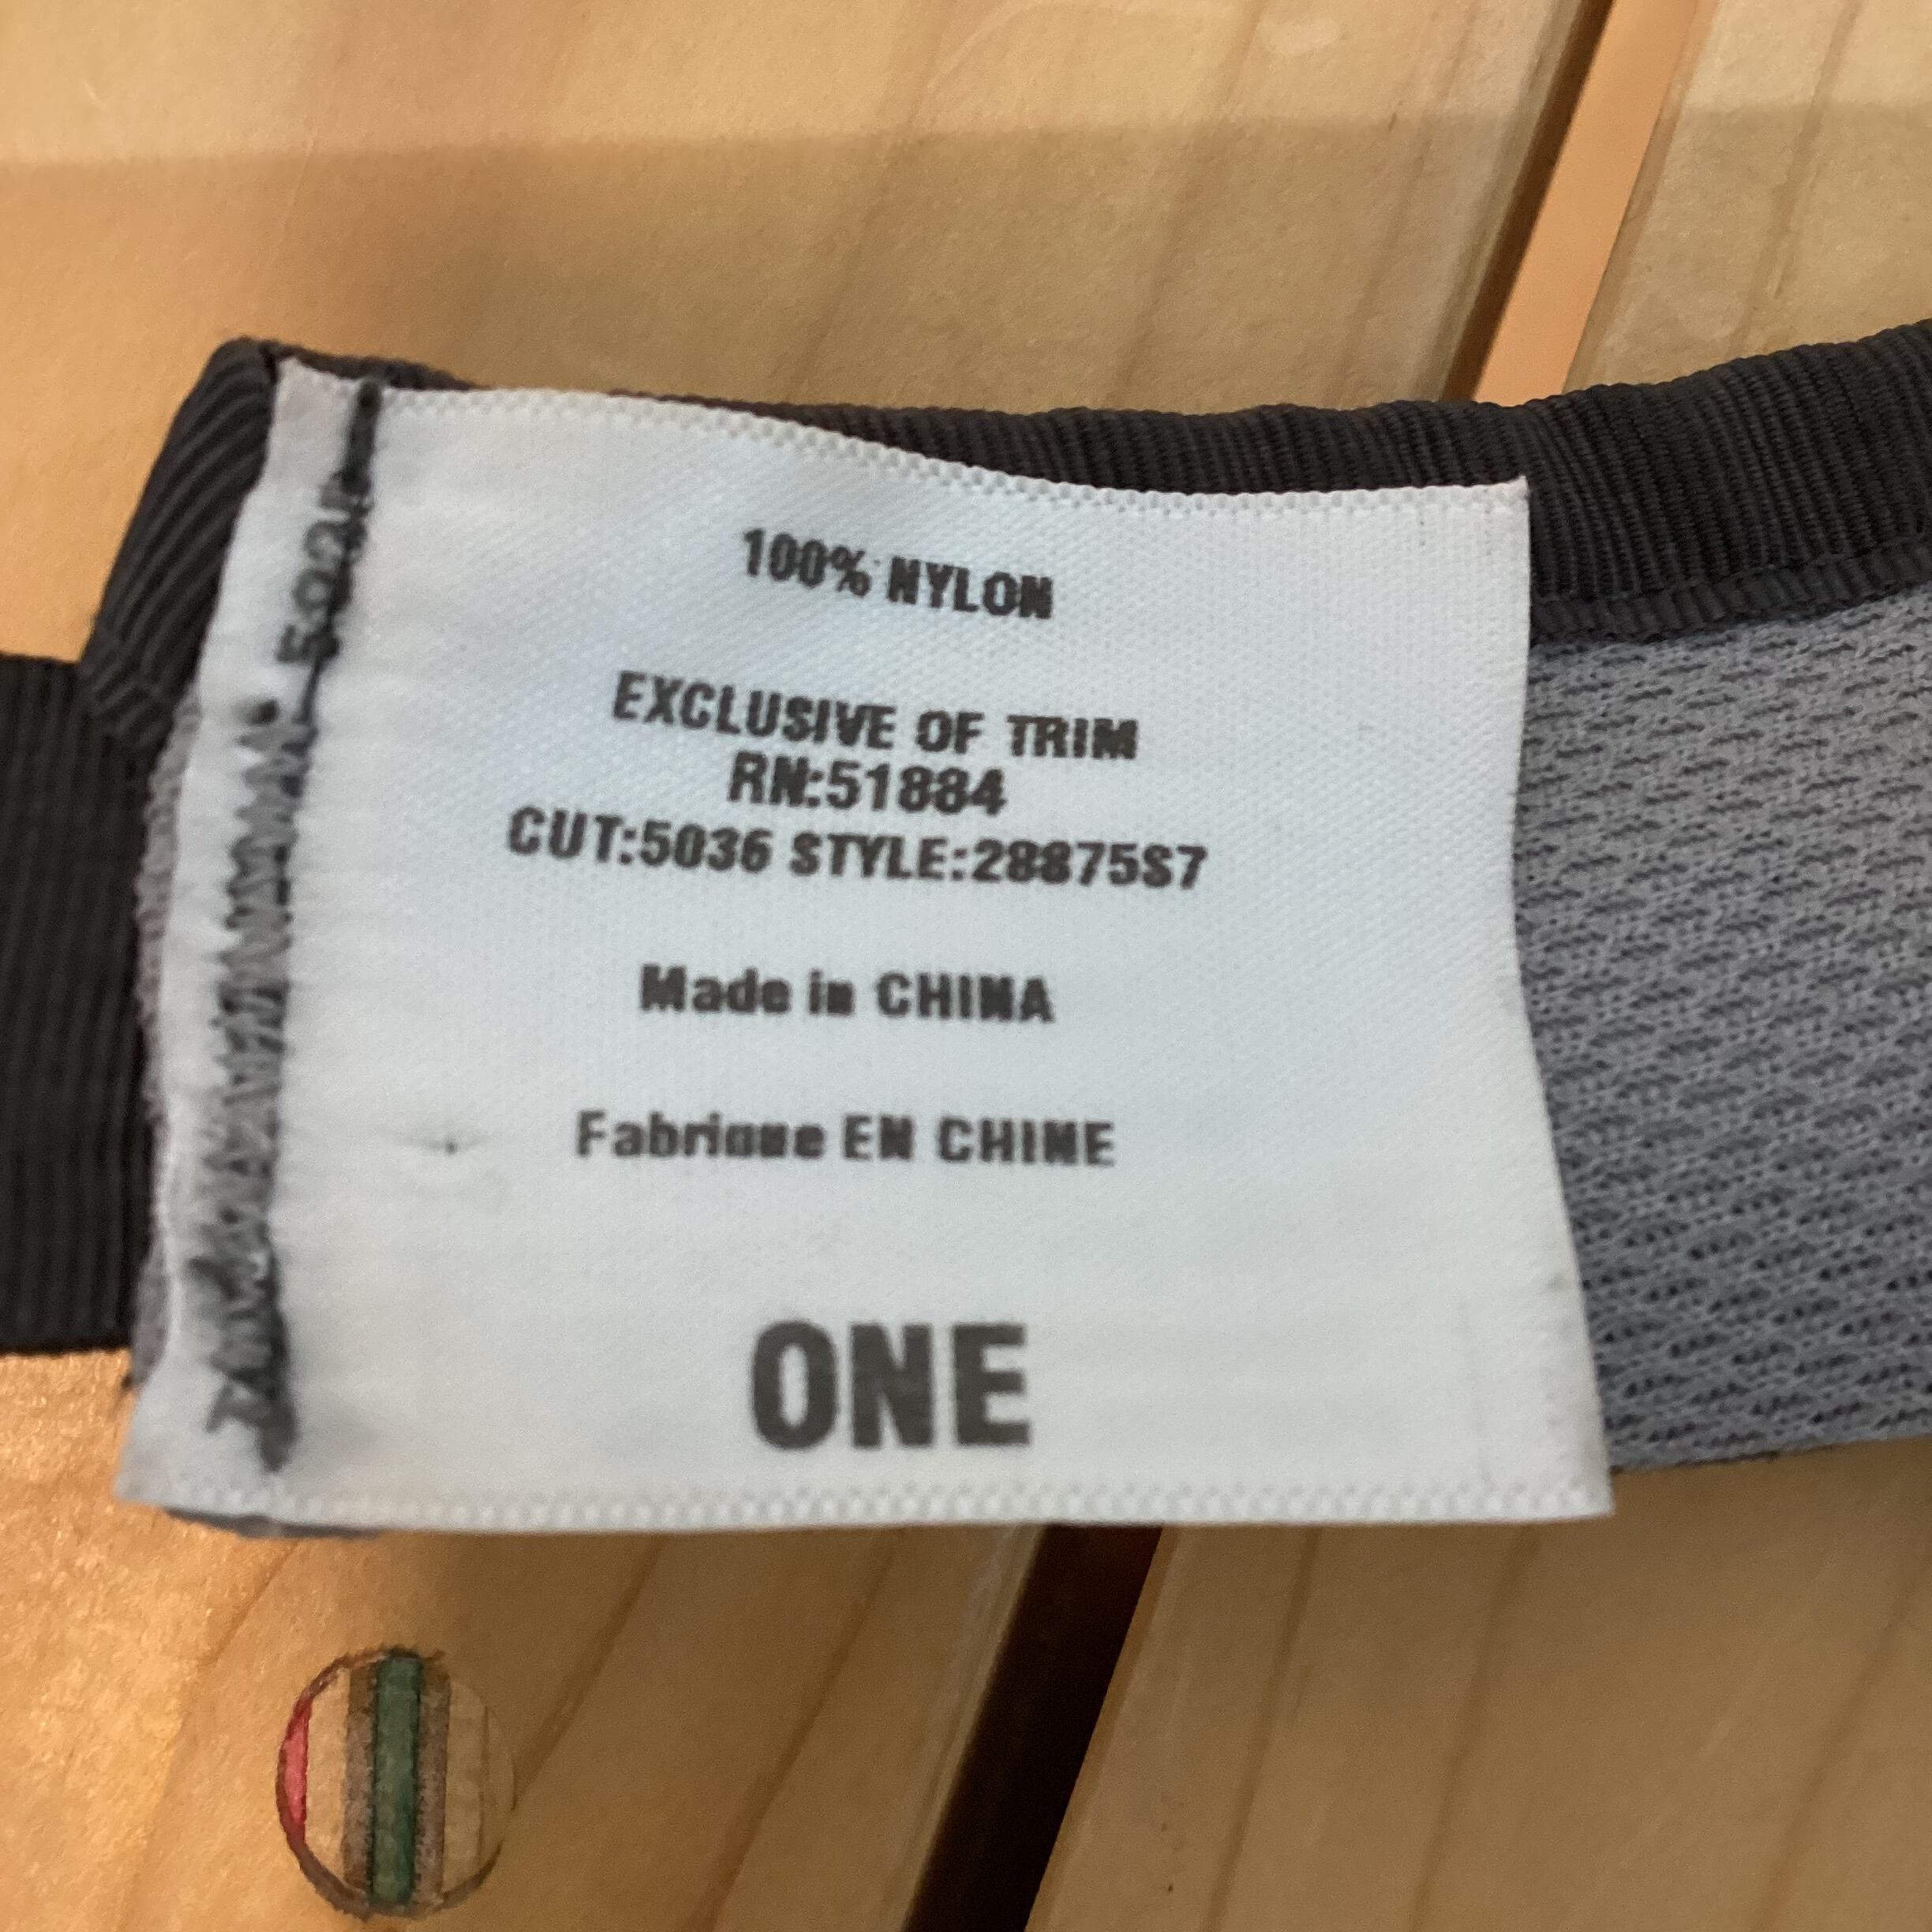 100% NYLON
EXCLUSIVE OF TRIM
RN:51884
CUT:5036 STYLE:28875S7
Made in CHINA
Fabrique EN CHINE
ONE